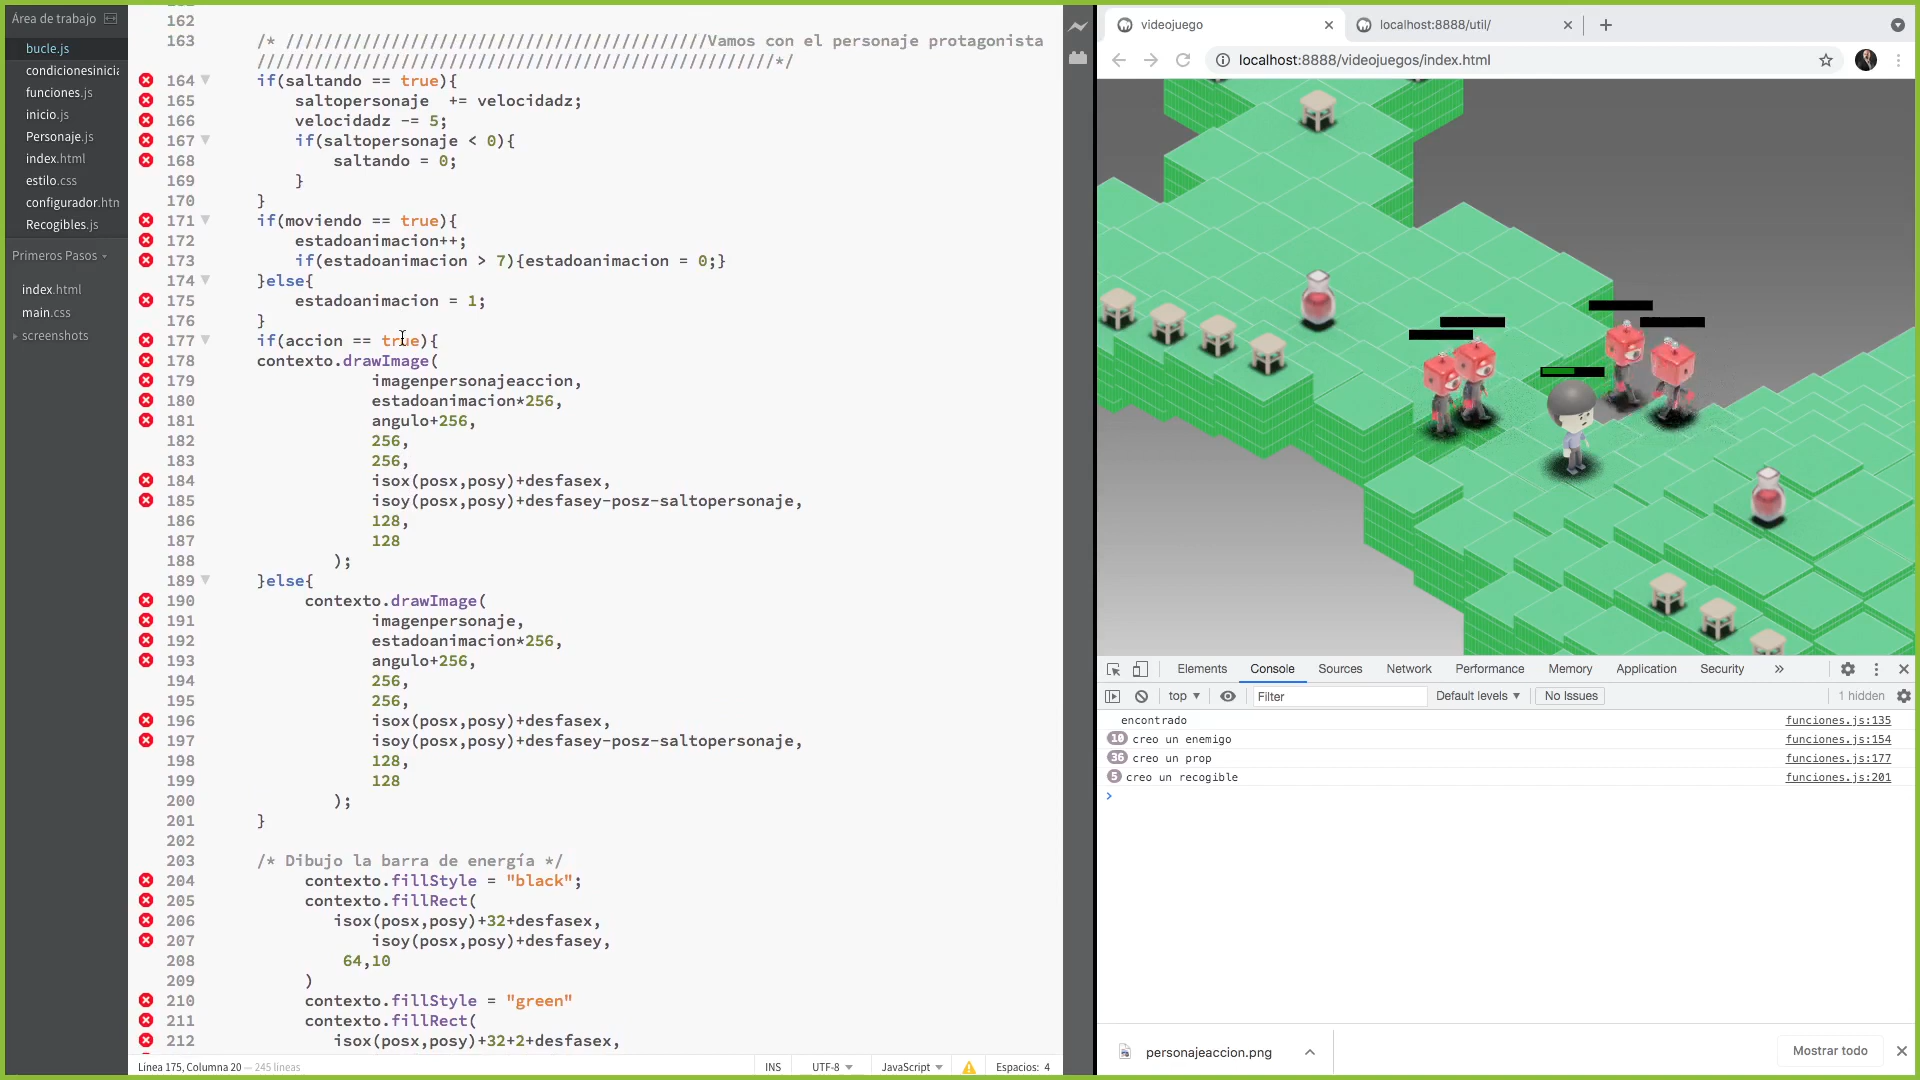 Área de trabajo
bucle.js
condicionesinicia
funciones.js
inicio.js
Personaje.js
index.html
estilo.css
configurador.htm
Recogibles.js
Primeros Pasos
index.html
main.css
screenshots
162
163 /* ////////////////////////////////////////////Vamos con el personaje protagonista
//////////////////////////////////////////////////////*/
164 if(saltando == true){
165 saltopersonaje += velocidadz;
166 velocidadz -= 5;
167 if(saltopersonaje < 0){
168 saltando = 0;
169 }
170 }
171 if(moviendo == true){
172 estadoanimacion++;
173 if(estadoanimacion > 7){estadoanimacion = 0;}
174 }else{
175 estadoanimacion = 1;
176 }
177 if(accion == true){
178 contexto.drawImage(
179 imagenpersonajeaccion,
180 estadoanimacion*256,
181 angulo+256,
182 256,
183 256,
184 isox(posx,posy)+desfasex,
185 isoy(posx,posy)+desfasey-posz-saltopersonaje,
186 128,
187 128
188 );
189 }else{
190 contexto.drawImage(
191 imagenpersonaje,
192 estadoanimacion*256,
193 angulo+256,
194 256,
195 256,
196 isox(posx,posy)+desfasex,
197 isoy(posx,posy)+desfasey-posz-saltopersonaje,
198 128,
199 128
200 );
201 }
202
203 /* Dibujo la barra de energía */
204 contexto.fillStyle = "black";
205 contexto.fillRect(
206 isox(posx,posy)+32+desfasex,
207 isoy(posx,posy)+desfasey,
208 64,10
209 )
210 contexto.fillStyle = "green"
211 contexto.fillRect(
212 isox(posx,posy)+32+2+desfasex,
Línea 175, Columna 20 — 245 líneas
INS UTF-8 JavaScript Espacios: 4
videojuego
localhost:8888/util/
localhost:8888/videojuegos/index.html
Elements Console Sources Network Performance Memory Application Security
top Filter Default levels No Issues 1 hidden
encontrado funciones.js:135
10 creo un enemigo funciones.js:154
36 creo un prop funciones.js:177
5 creo un recogible funciones.js:201
personajeaccion.png
Mostrar todo